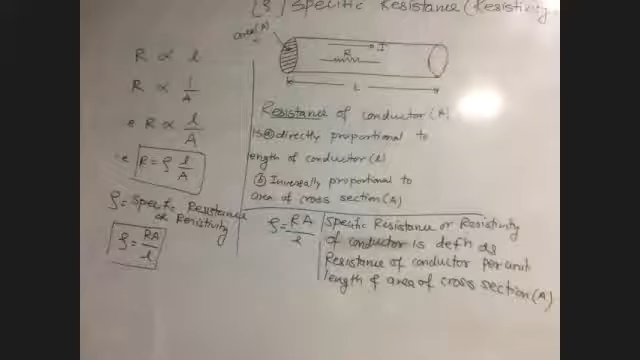 [3] Specific Resistance (Resistivity
area(A)
I
R
L
R ∝ l
R ∝ 1/A
R ∝ l/A
R = ρ l/A
ρ = Specific Resistance
or Resistivity
ρ = RA/l
Resistance of conductor (A)
is ⓐ directly proportional to
length of conductor (l)
ⓑ Inversally proportional to
area of cross section (A)
ρ = RA/l
Specific Resistance or Resistivity
of conductor is defn as
Resistance of conductor per unit
length & area of cross section (A)